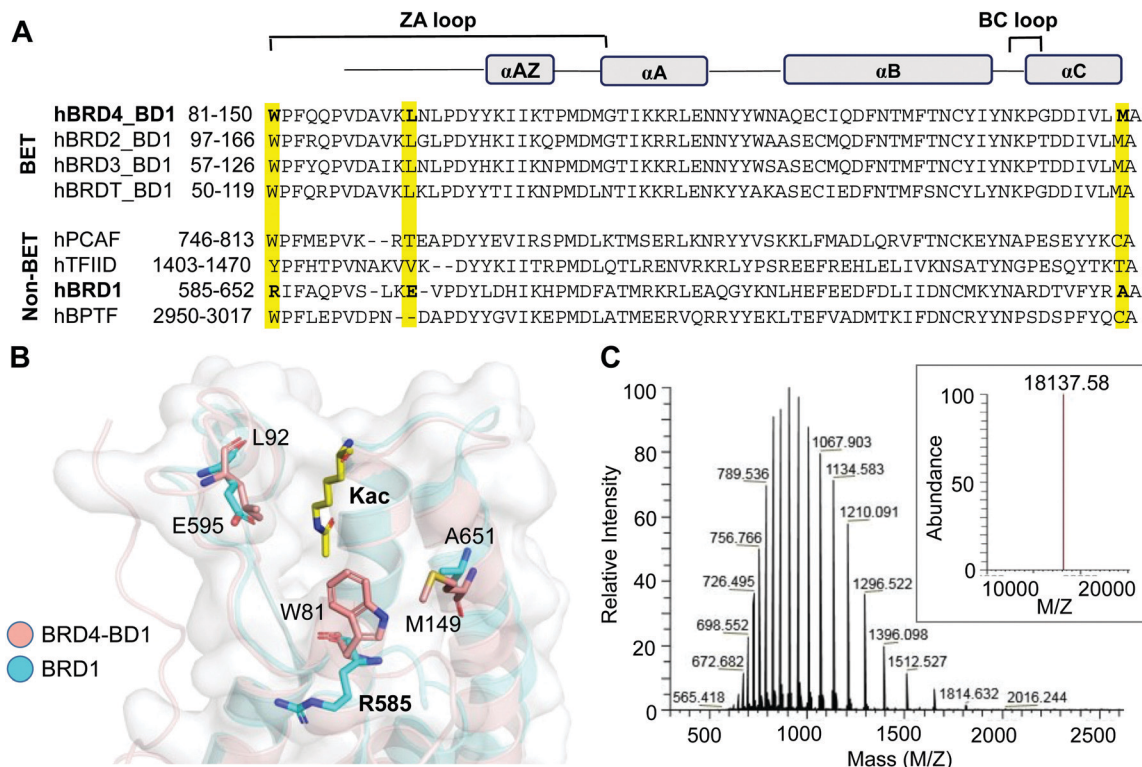 A
ZA loop
BC loop
αAZ
αA
αB
αC
BET
hBRD4_BD1 81-150 WPFQQPVDAVKLNLPDYYKIIKTPMDMGTIKKRLENNYYWNAQECIQDFNTMFTNCYIYNKPGDDIVLMA
hBRD2_BD1 97-166 WPFRQPVDAVKLGLPDYHKIIKQPMDMGTIKRRLENNYYWAASECMQDFNTMFTNCYIYNKPTDDIVLMA
hBRD3_BD1 57-126 WPFYQPVDAIKLNLPDYHKIIKNPMDMGTIKKRLENNYYWSASECMQDFNTMFTNCYIYNKPTDDIVLMA
hBRDT_BD1 50-119 WPFQRPVDAVKLKLPDYYTIIKNPMDLNTIKKRLENKYYAKASECIEDFNTMFSNCYLYNKPGDDIVLMA
Non-BET
hPCAF 746-813 WPFMEPVK--RTEAPDYYEVIRSPMDLKTMSERLKNRYYVSKKLFMADLQRVFTNCKEYNAPESEYYKCA
hTFIID 1403-1470 YPFHTPVNAKVVK--DYYKIITRPMDLQTLRENVRKRLYPSREEFREHLELIVKNSATYNGPESQYTKTA
hBRD1 585-652 RIFAQPVS-LKE-VPDYLDHIKHPMDFATMRKRLEAQGYKNLHEFEEDFDLIIDNCMKYNARDTVFYRAA
hBPTF 2950-3017 WPFLEPVDPN--DAPDYYGVIKEPMDLATMEERVQRRYYEKLTEFVADMTKIFDNCRYYNPSDSPFYQCA
B
L92
E595
Kac
A651
W81
M149
R585
BRD4-BD1
BRD1
C
Relative Intensity
100
80
60
40
20
0
565.418
672.682
698.552
726.495
756.766
789.536
1067.903
1134.583
1210.091
1296.522
1396.098
1512.527
1814.632
2016.244
500
1000
1500
2000
2500
Mass (M/Z)
18137.58
Abundance
100
50
0
10000
20000
M/Z